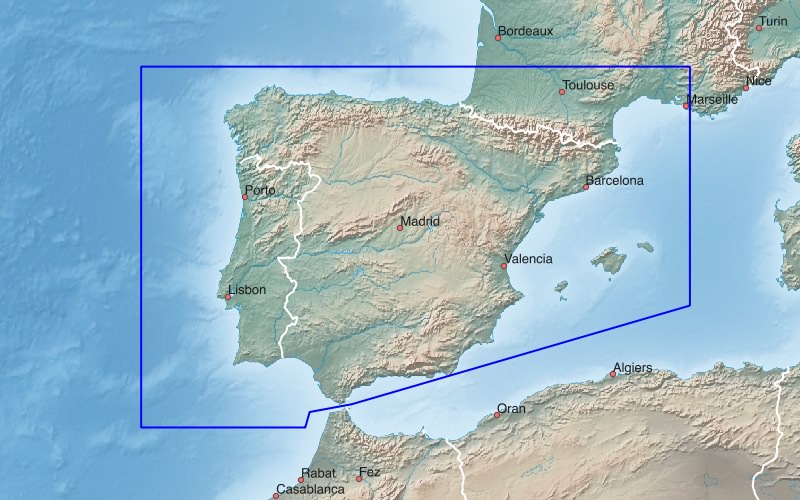 Turin
Bordeaux
Nice
Toulouse
Marseille
Barcelona
Porto
Madrid
Valencia
Lisbon
Algiers
Oran
Rabat
Fez
Casablanca